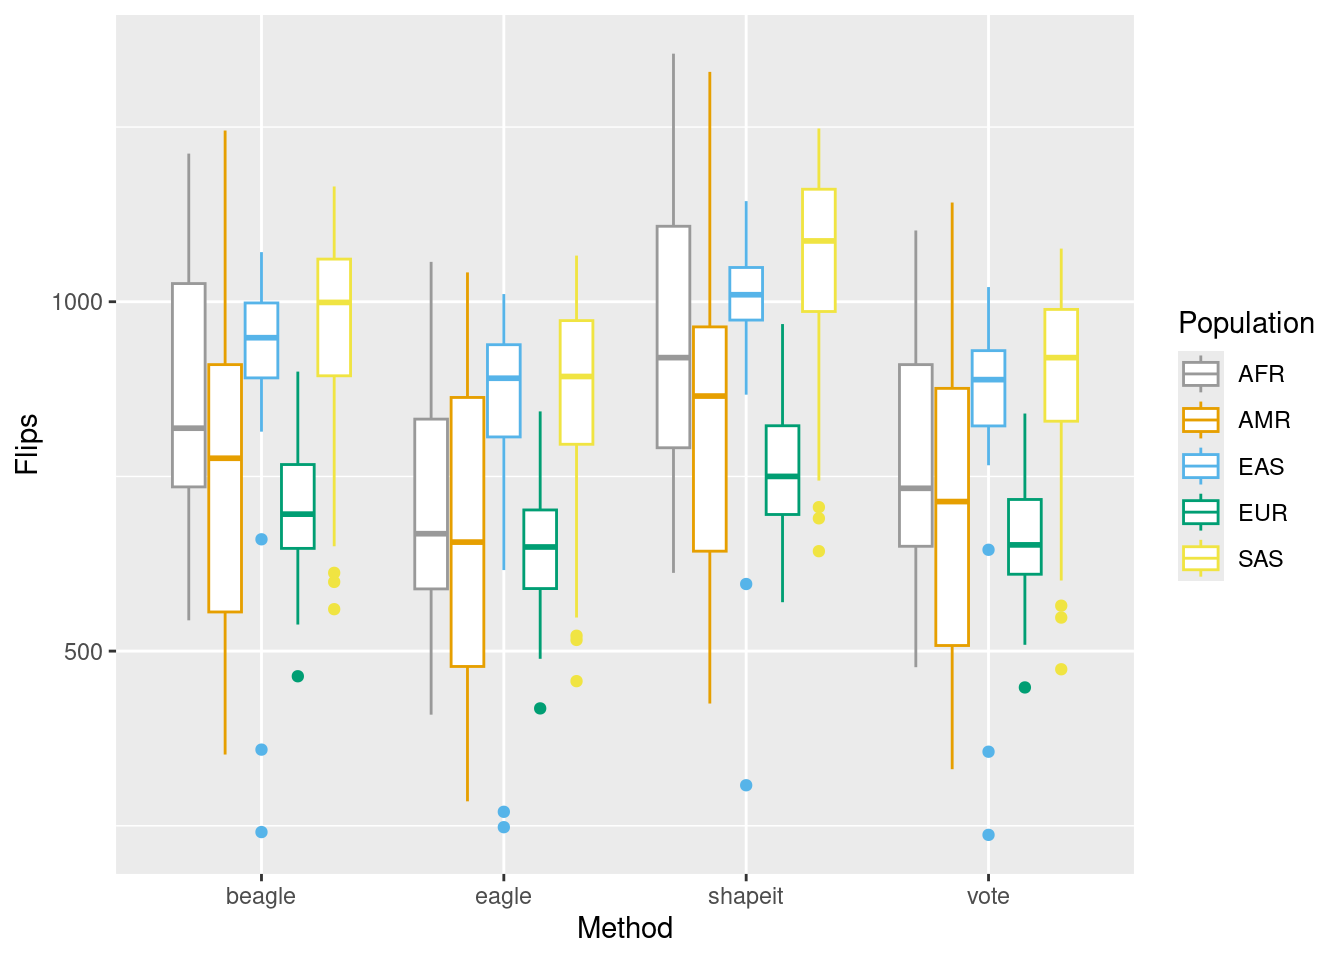 Flips
1000
500
beagle
eagle
shapeit
vote
Method
Population
AFR
AMR
EAS
EUR
SAS